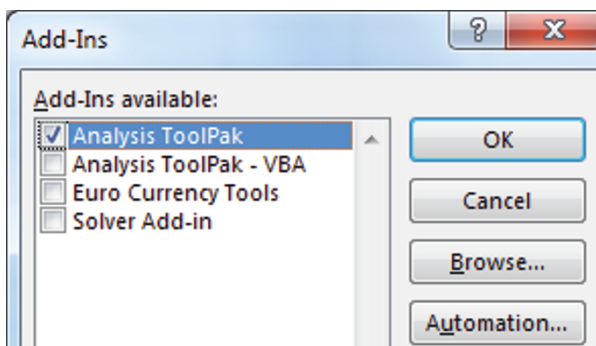 Add-Ins
?
X
Add-Ins available:
Analysis ToolPak
Analysis ToolPak - VBA
Euro Currency Tools
Solver Add-in
OK
Cancel
Browse...
Automation...